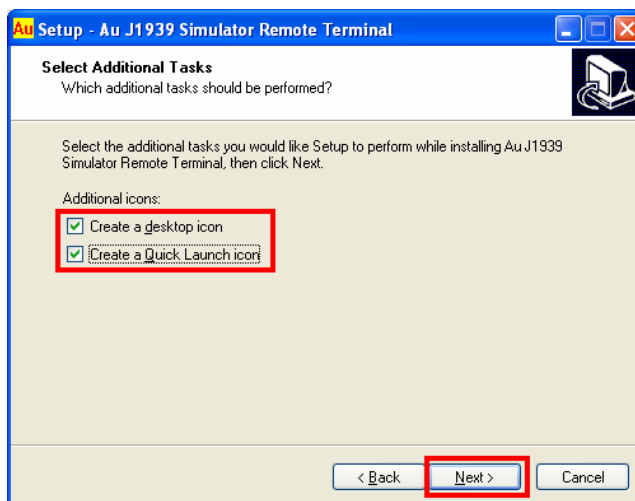 Au Setup - Au J1939 Simulator Remote Terminal
Select Additional Tasks
Which additional tasks should be performed?
Select the additional tasks you would like Setup to perform while installing Au J1939
Simulator Remote Terminal, then click Next.
Additional icons:
Create a desktop icon
Create a Quick Launch icon
< Back Next > Cancel